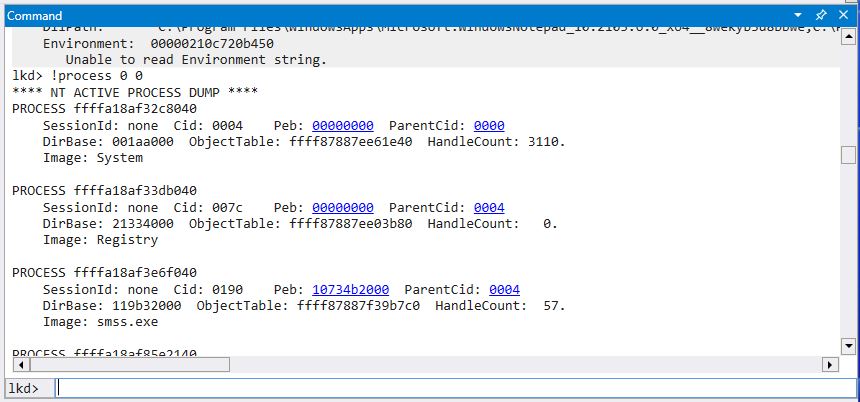 Command
DllPath: C:\Program Files\WindowsApps\Microsoft.WindowsNotepad_10.2103.6.0_x64__8wekyb3d8bbwe;C:\
Environment:  00000210c720b450
Unable to read Environment string.
lkd> !process 0 0
**** NT ACTIVE PROCESS DUMP ****
PROCESS ffffa18af32c8040
SessionId: none  Cid: 0004    Peb: 00000000  ParentCid: 0000
DirBase: 001aa000  ObjectTable: ffff87887ee61e40  HandleCount: 3110.
Image: System
PROCESS ffffa18af33db040
SessionId: none  Cid: 007c    Peb: 00000000  ParentCid: 0004
DirBase: 21334000  ObjectTable: ffff87887ee03b80  HandleCount:   0.
Image: Registry
PROCESS ffffa18af3e6f040
SessionId: none  Cid: 0190    Peb: 10734b2000  ParentCid: 0004
DirBase: 119b32000  ObjectTable: ffff87887f39b7c0  HandleCount:  57.
Image: smss.exe
PROCESS ffffa18af85e2140
lkd>